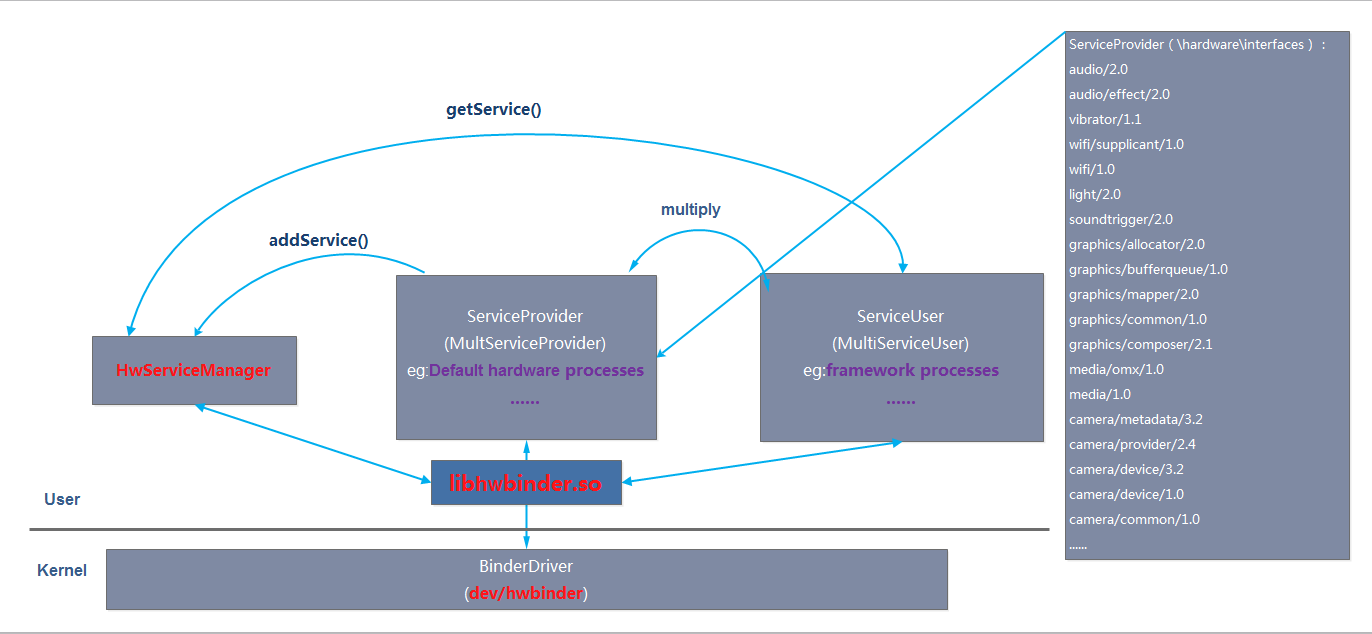 getService()
multiply
addService()
HwServiceManager
ServiceProvider
(MultServiceProvider)
eg:Default hardware processes
......
ServiceUser
(MultiServiceUser)
eg:framework processes
......
libhwbinder.so
User
Kernel
BinderDriver
(dev/hwbinder)
ServiceProvider ( \hardware\interfaces ) :
audio/2.0
audio/effect/2.0
vibrator/1.1
wifi/supplicant/1.0
wifi/1.0
light/2.0
soundtrigger/2.0
graphics/allocator/2.0
graphics/bufferqueue/1.0
graphics/mapper/2.0
graphics/common/1.0
graphics/composer/2.1
media/omx/1.0
media/1.0
camera/metadata/3.2
camera/provider/2.4
camera/device/3.2
camera/device/1.0
camera/common/1.0
......